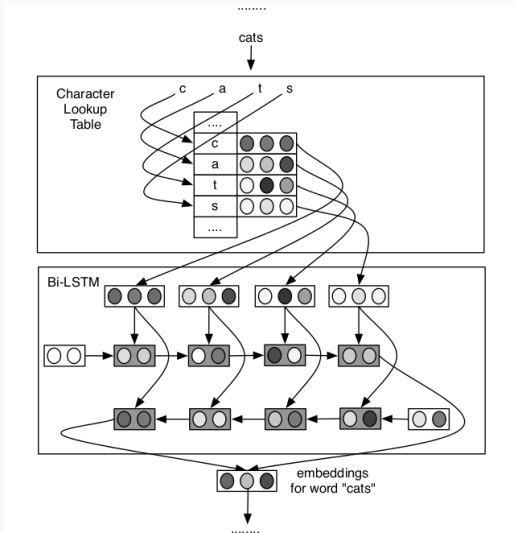 ........
cats
Character
Lookup
Table
c a t s
....
c
a
t
s
....
Bi-LSTM
embeddings
for word "cats"
........